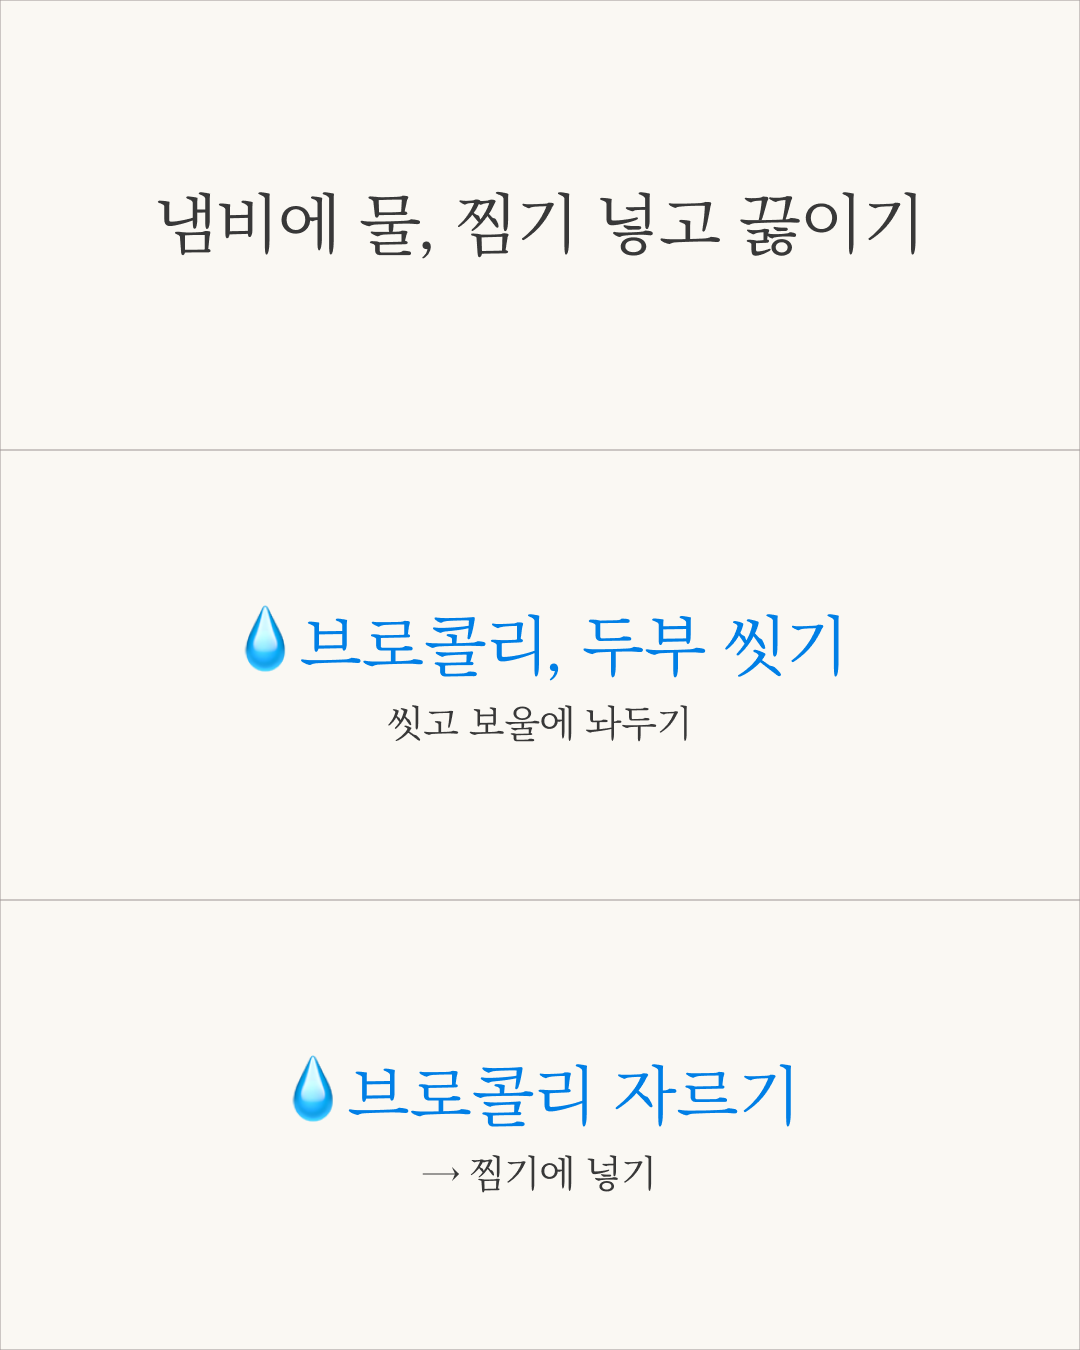 냄비에 물, 찜기 넣고 끓이기
💧브로콜리, 두부 씻기
씻고 보울에 놔두기
💧브로콜리 자르기
→ 찜기에 넣기